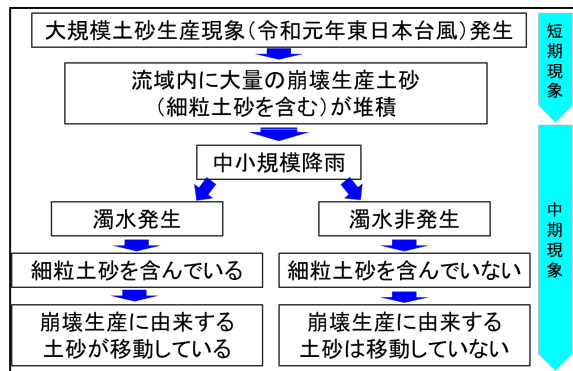 大規模土砂生産現象(令和元年東日本台風)発生
流域内に大量の崩壊生産土砂
(細粒土砂を含む)が堆積
中小規模降雨
濁水発生
濁水非発生
細粒土砂を含んでいる
細粒土砂を含んでいない
崩壊生産に由来する
土砂が移動している
崩壊生産に由来する
土砂は移動していない
短期現象
中期現象